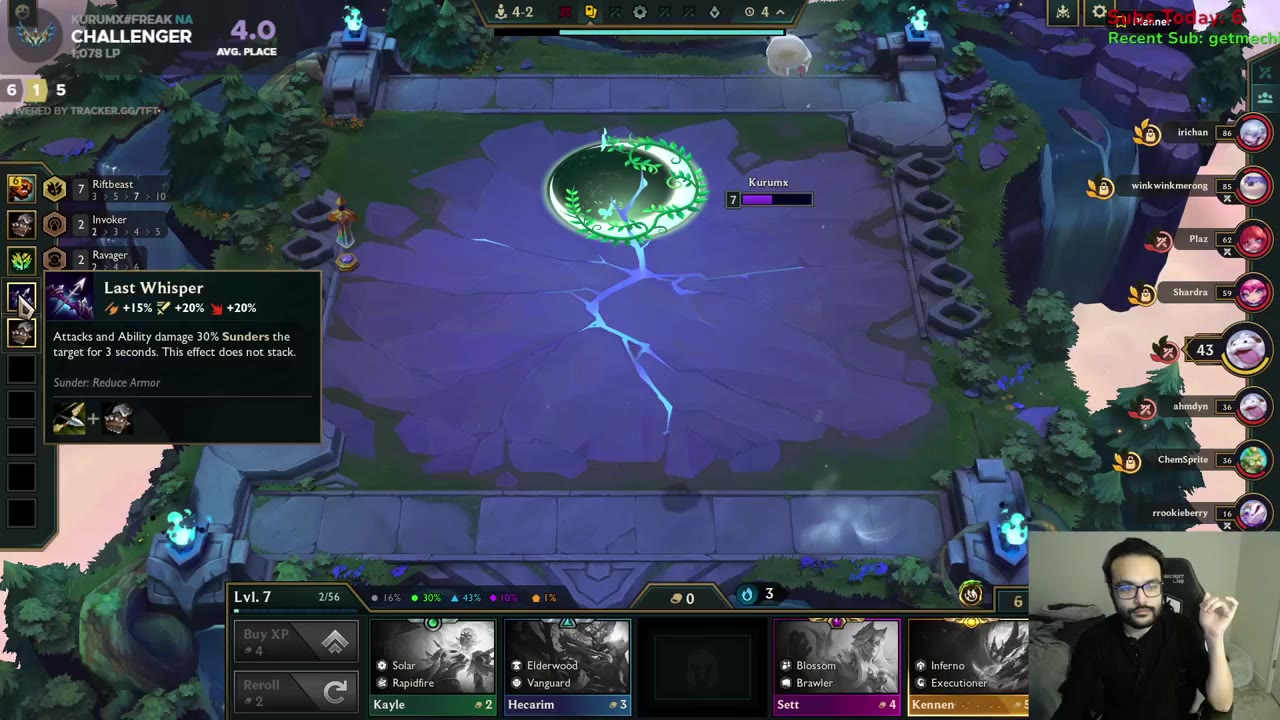 KURUMX#FREAK NA
CHALLENGER
1,078 LP
4.0
AVG. PLACE
6 1 5
POWERED BY TRACKER.GG/TFT
4-2
4
Planner
Subs Today: 6
Recent Sub: getmechl
7 Riftbeast
3 > 5 > 7 > 10
2 Invoker
2 > 3 > 4 > 5
2 Ravager
2 > 4 > 6
Last Whisper
+15% +20% +20%
Attacks and Ability damage 30% Sunders the
target for 3 seconds. This effect does not stack.
Sunder: Reduce Armor
+
Kurumx
7
irichan 86
winkwinkmerong 85
Plaz 62
Shardra 59
43
ahmdyn 36
ChemSprite 36
rrookieberry 16
Lvl. 7 2/56
16% 30% 43% 10% 1%
0
3
6
Buy XP
4
Reroll
2
Solar
Rapidfire
Kayle 2
Elderwood
Vanguard
Hecarim 3
Blossom
Brawler
Sett 4
Inferno
Executioner
Kennen 5